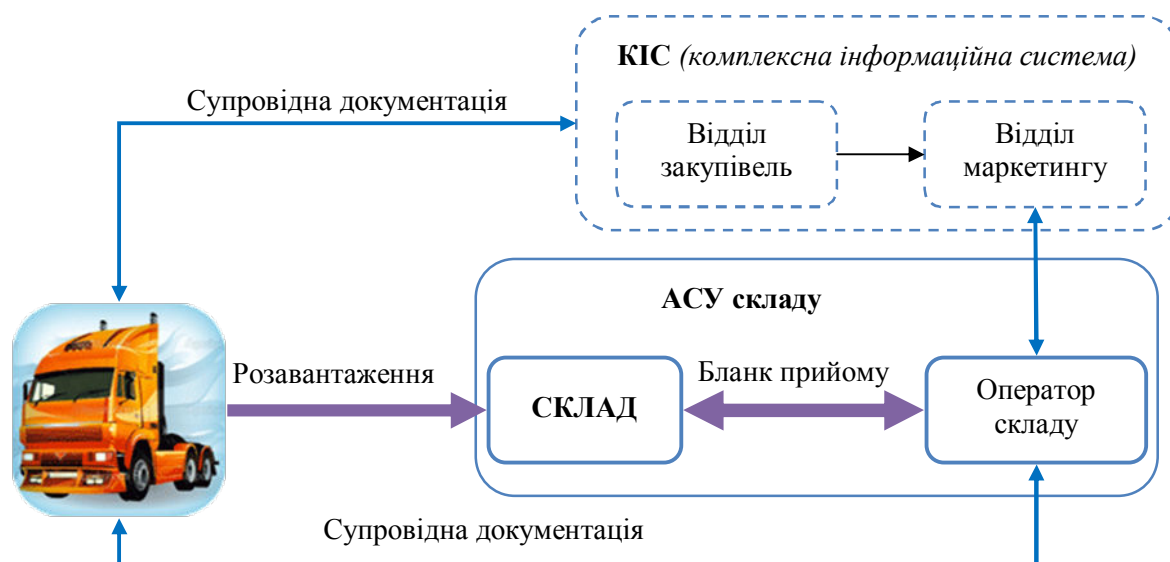 КІС (комплексна інформаційна система)
Супровідна документація
Відділ
закупівель
Відділ
маркетингу
АСУ складу
Розавантаження
СКЛАД
Бланк прийому
Оператор
складу
Супровідна документація